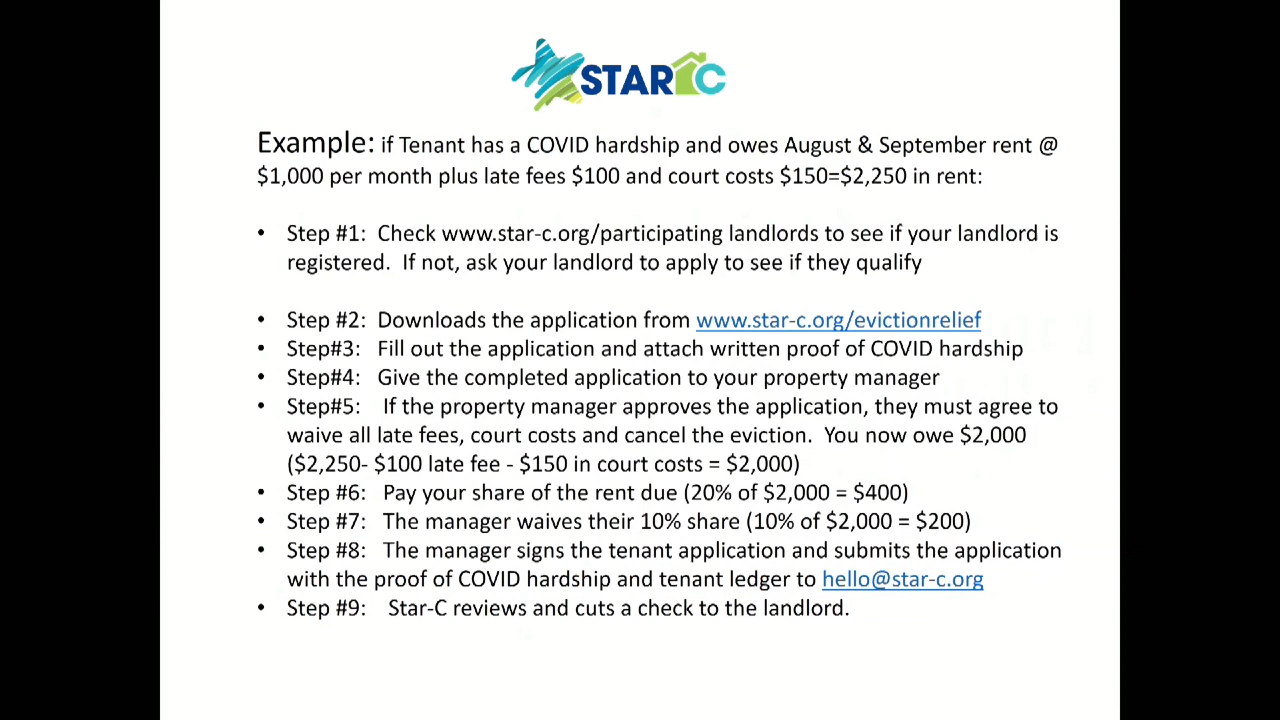 STAR C
Example: if Tenant has a COVID hardship and owes August & September rent @
$1,000 per month plus late fees $100 and court costs $150=$2,250 in rent:
• Step #1: Check www.star-c.org/participating landlords to see if your landlord is
registered. If not, ask your landlord to apply to see if they qualify
• Step #2: Downloads the application from www.star-c.org/evictionrelief
• Step#3: Fill out the application and attach written proof of COVID hardship
• Step#4: Give the completed application to your property manager
• Step#5: If the property manager approves the application, they must agree to
waive all late fees, court costs and cancel the eviction. You now owe $2,000
($2,250- $100 late fee - $150 in court costs = $2,000)
• Step #6: Pay your share of the rent due (20% of $2,000 = $400)
• Step #7: The manager waives their 10% share (10% of $2,000 = $200)
• Step #8: The manager signs the tenant application and submits the application
with the proof of COVID hardship and tenant ledger to hello@star-c.org
• Step #9: Star-C reviews and cuts a check to the landlord.